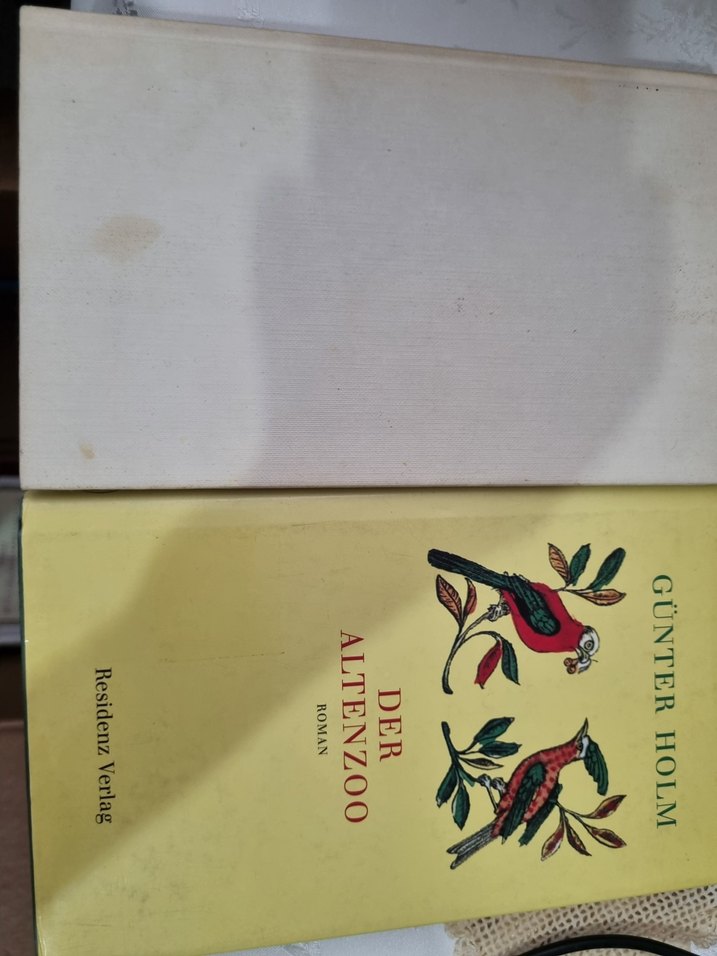 GÜNTER HOLM
DER
ALTENZOO
ROMAN
Residenz Verlag